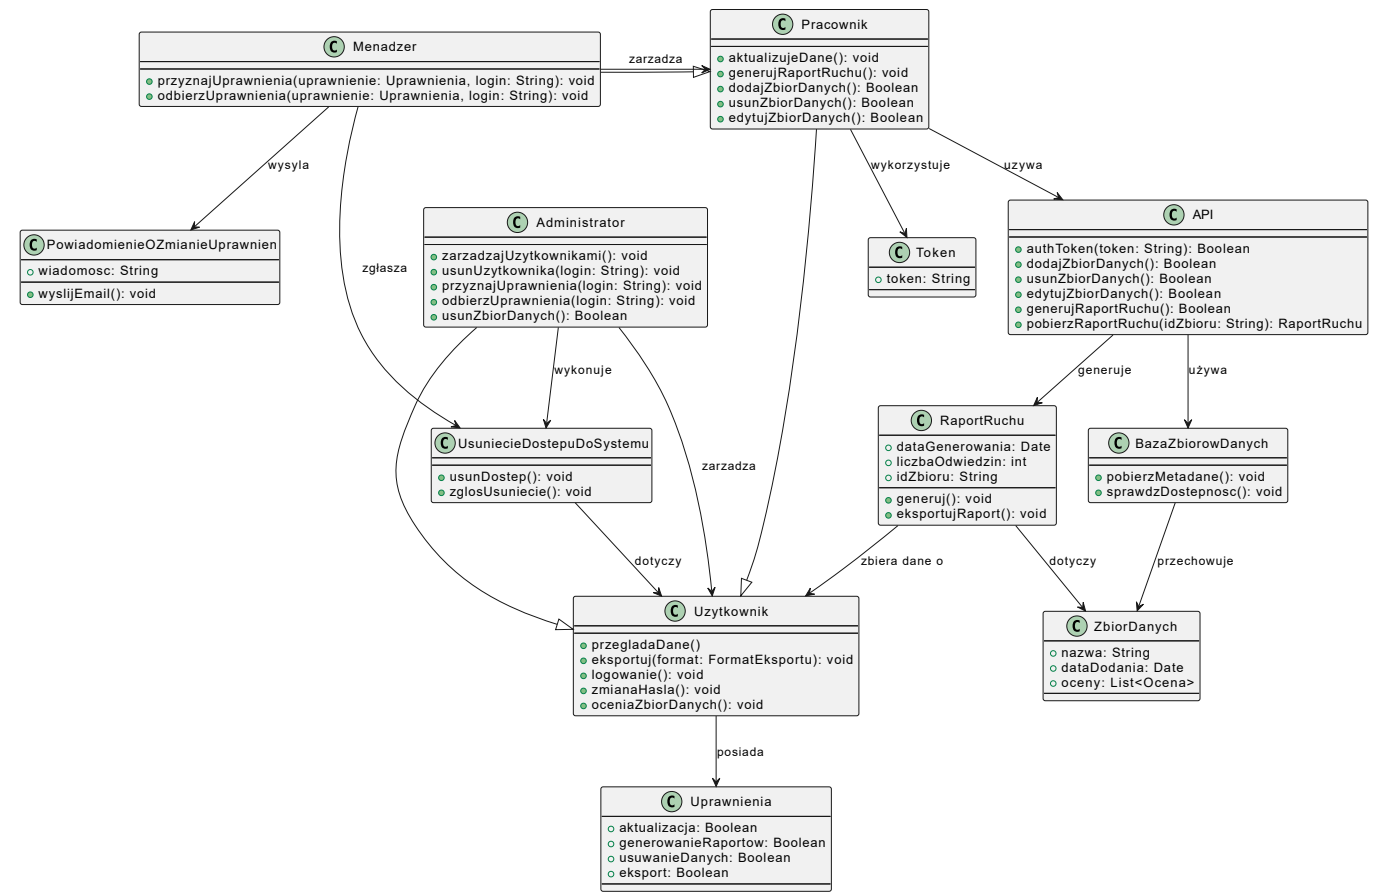 C Pracownik
aktualizujeDane(): void
generujRaportRuchu(): void
dodajZbiorDanych(): Boolean
usunZbiorDanych(): Boolean
edytujZbiorDanych(): Boolean
C Menadzer
przyznajUprawnienia(uprawnienie: Uprawnienia, login: String): void
odbierzUprawnienia(uprawnienie: Uprawnienia, login: String): void
zarzadza
wysyla
wykorzystuje
uzywa
C PowiadomienieOZmianieUprawnien
wiadomosc: String
wyslijEmail(): void
zgłasza
C Administrator
zarzadzajUzytkownikami(): void
usunUzytkownika(login: String): void
przyznajUprawnienia(login: String): void
odbierzUprawnienia(login: String): void
usunZbiorDanych(): Boolean
C Token
token: String
C API
authToken(token: String): Boolean
dodajZbiorDanych(): Boolean
usunZbiorDanych(): Boolean
edytujZbiorDanych(): Boolean
generujRaportRuchu(): Boolean
pobierzRaportRuchu(idZbioru: String): RaportRuchu
wykonuje
generuje
używa
C UsuniecieDostepuDoSystemu
usunDostep(): void
zglosUsuniecie(): void
zarzadza
C RaportRuchu
dataGenerowania: Date
liczbaOdwiedzin: int
idZbioru: String
generuj(): void
eksportujRaport(): void
C BazaZbiorowDanych
pobierzMetadane(): void
sprawdzDostepnosc(): void
dotyczy
zbiera dane o
dotyczy
przechowuje
C Uzytkownik
przegladaDane()
eksportuj(format: FormatEksportu): void
logowanie(): void
zmianaHasla(): void
oceniaZbiorDanych(): void
C ZbiorDanych
nazwa: String
dataDodania: Date
oceny: List<Ocena>
posiada
C Uprawnienia
aktualizacja: Boolean
generowanieRaportow: Boolean
usuwanieDanych: Boolean
eksport: Boolean